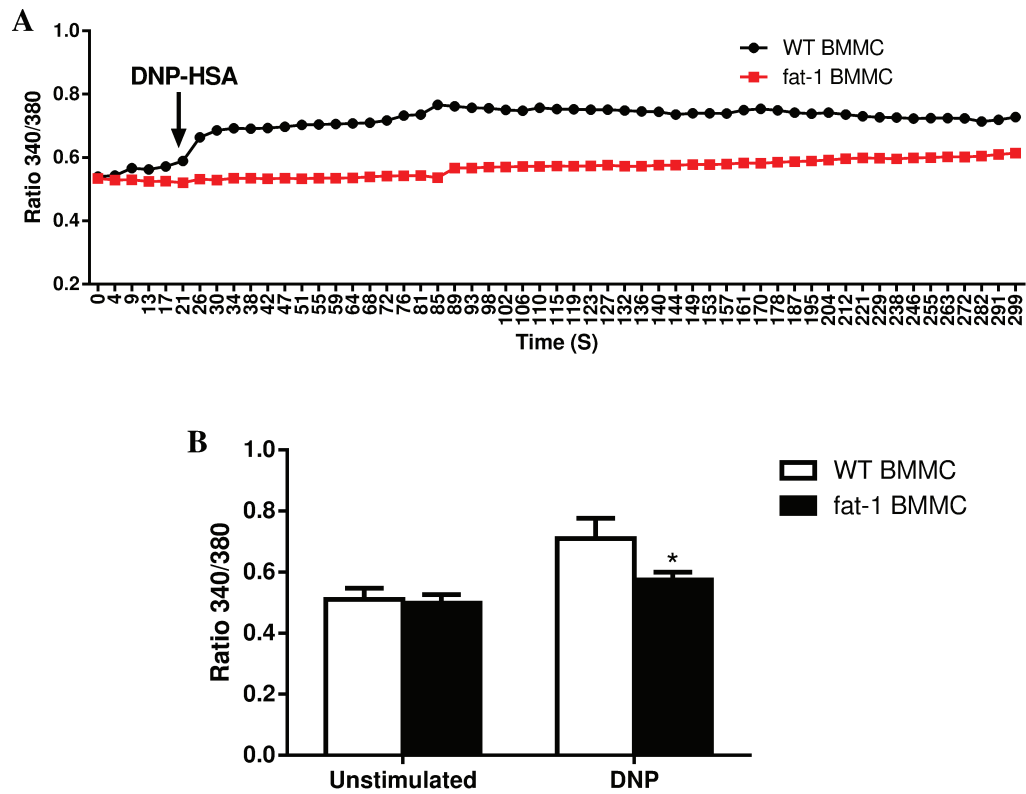 A
1.0
0.8
0.6
0.4
0.2
Ratio 340/380
DNP-HSA
WT BMMC
fat-1 BMMC
0 4 9 13 17 21 26 30 34 38 42 47 51 55 59 64 68 72 76 81 85 89 93 98 102 106 110 115 119 123 127 132 136 140 144 149 153 157 161 170 178 187 195 204 212 221 229 238 246 255 263 272 282 291 299
Time (S)
B
1.0
0.8
0.6
0.4
0.2
0.0
Ratio 340/380
WT BMMC
fat-1 BMMC
*
Unstimulated DNP